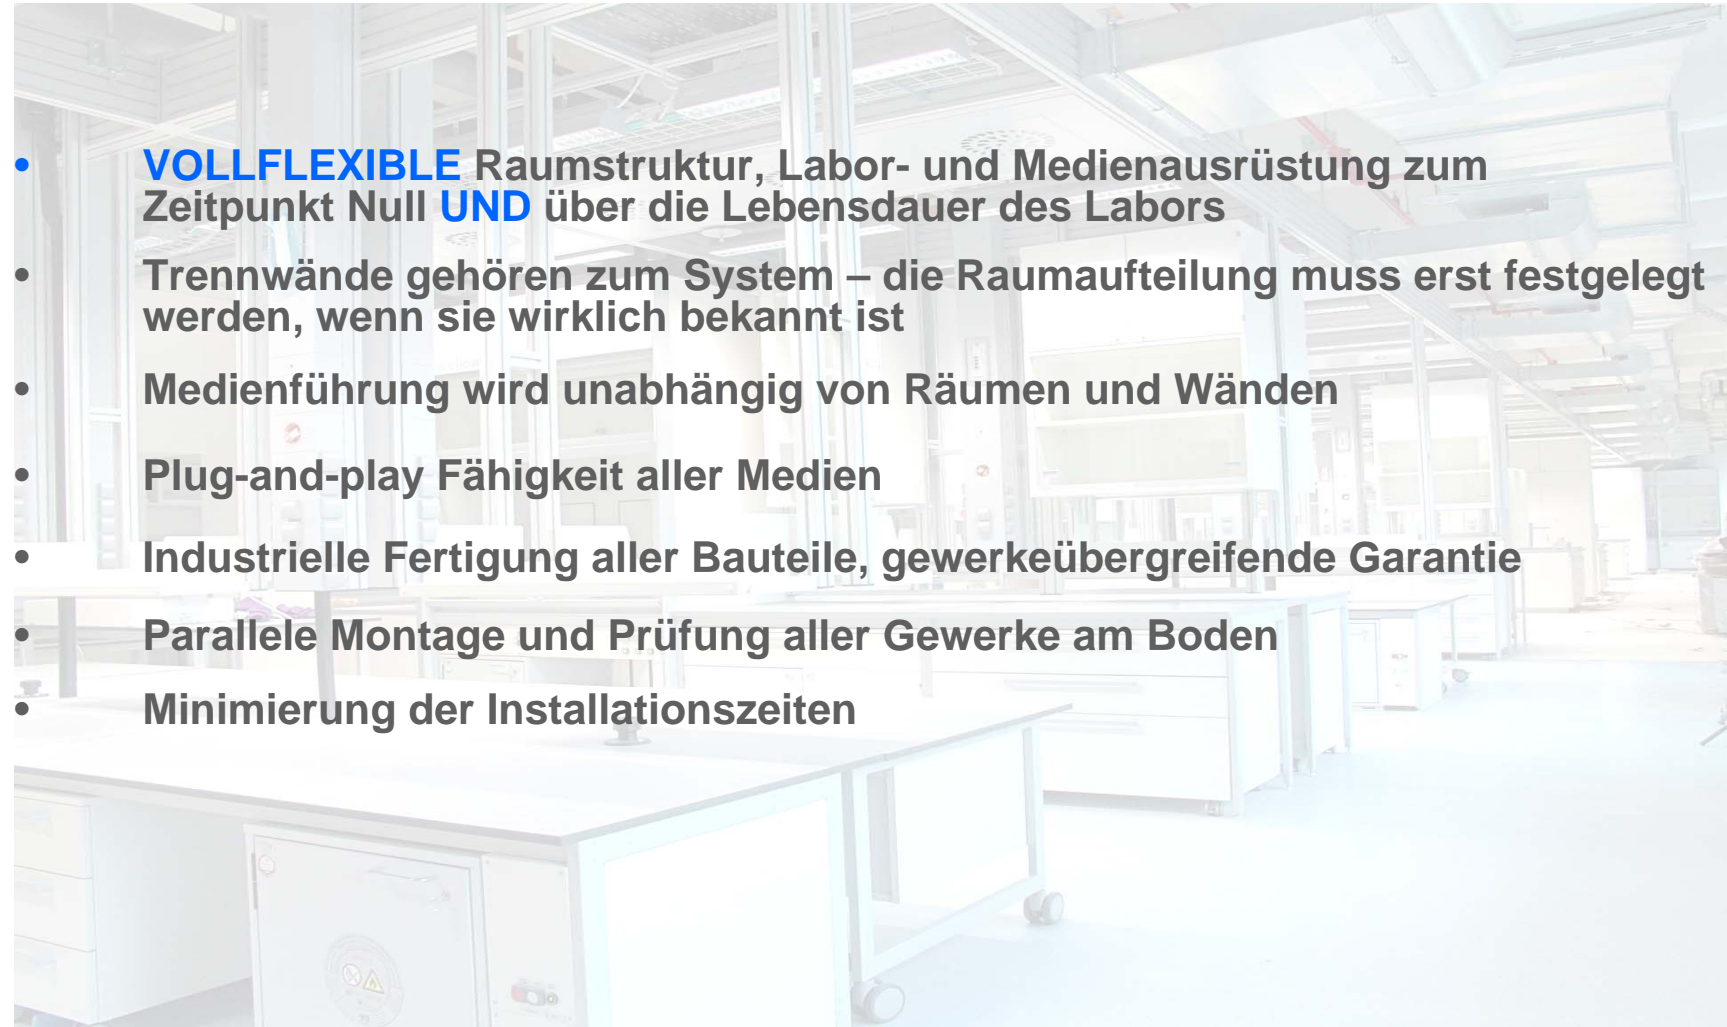 • VOLLFLEXIBLE Raumstruktur, Labor- und Medienausrüstung zum
Zeitpunkt Null UND über die Lebensdauer des Labors
• Trennwände gehören zum System – die Raumaufteilung muss erst festgelegt
werden, wenn sie wirklich bekannt ist
• Medienführung wird unabhängig von Räumen und Wänden
• Plug-and-play Fähigkeit aller Medien
• Industrielle Fertigung aller Bauteile, gewerkeübergreifende Garantie
• Parallele Montage und Prüfung aller Gewerke am Boden
• Minimierung der Installationszeiten